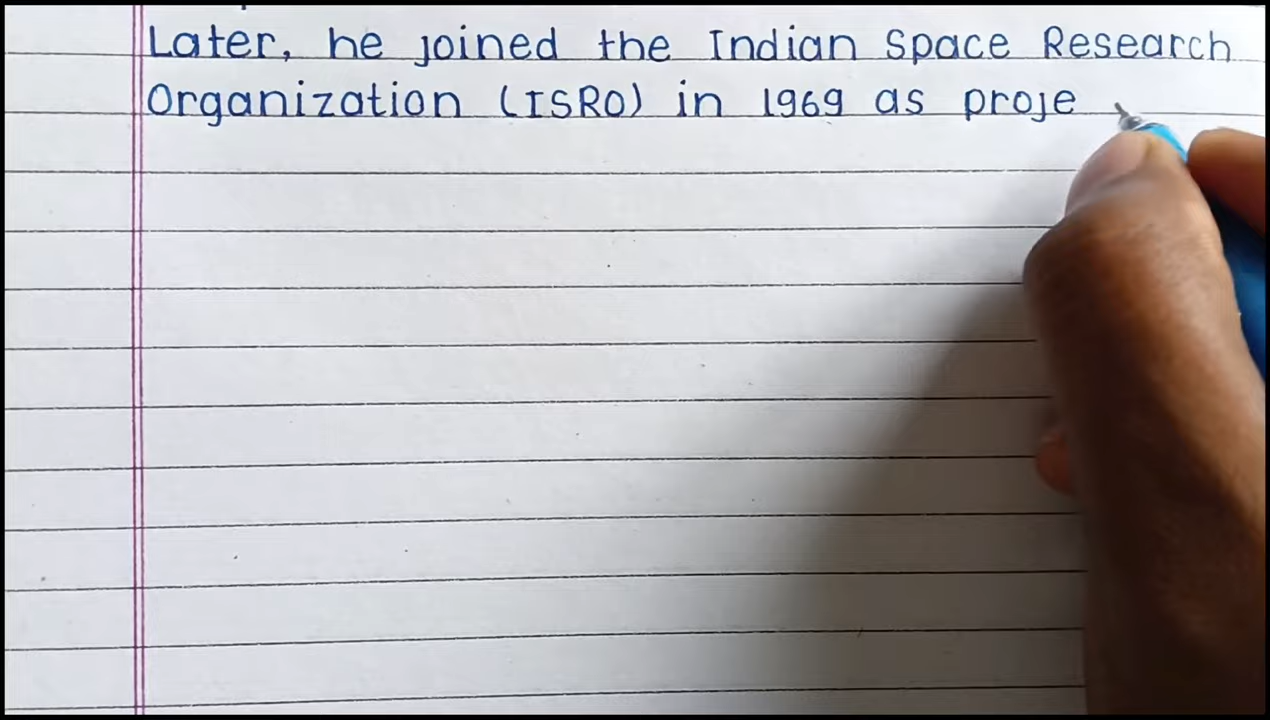 Later, he joined the Indian Space Research
Organization (ISRO) in 1969 as proje